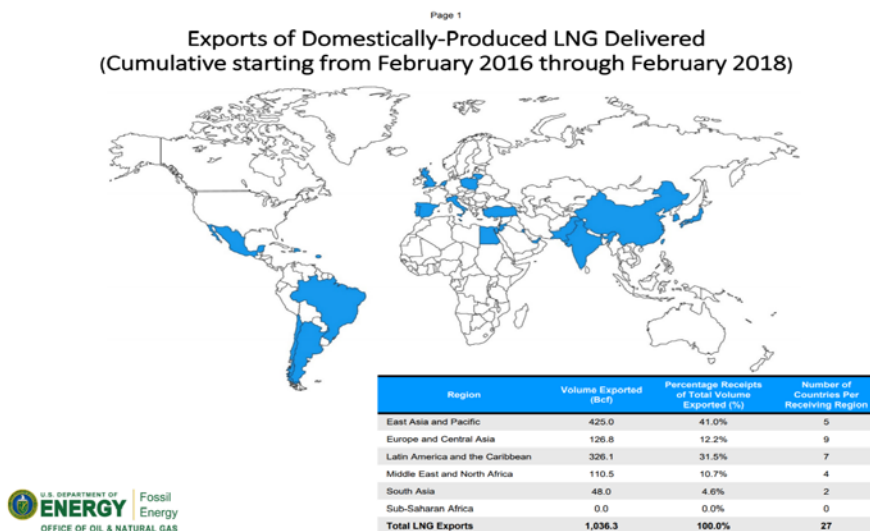 Page 1
Exports of Domestically-Produced LNG Delivered
(Cumulative starting from February 2016 through February 2018)
Region Volume Exported (Bcf) Percentage Receipts of Total Volume Exported (%) Number of Countries Per Receiving Region
East Asia and Pacific 425.0 41.0% 5
Europe and Central Asia 126.8 12.2% 9
Latin America and the Caribbean 326.1 31.5% 7
Middle East and North Africa 110.5 10.7% 4
South Asia 48.0 4.6% 2
Sub-Saharan Africa 0.0 0.0% 0
Total LNG Exports 1,036.3 100.0% 27
U.S. DEPARTMENT OF
ENERGY
Fossil
Energy
OFFICE OF OIL & NATURAL GAS